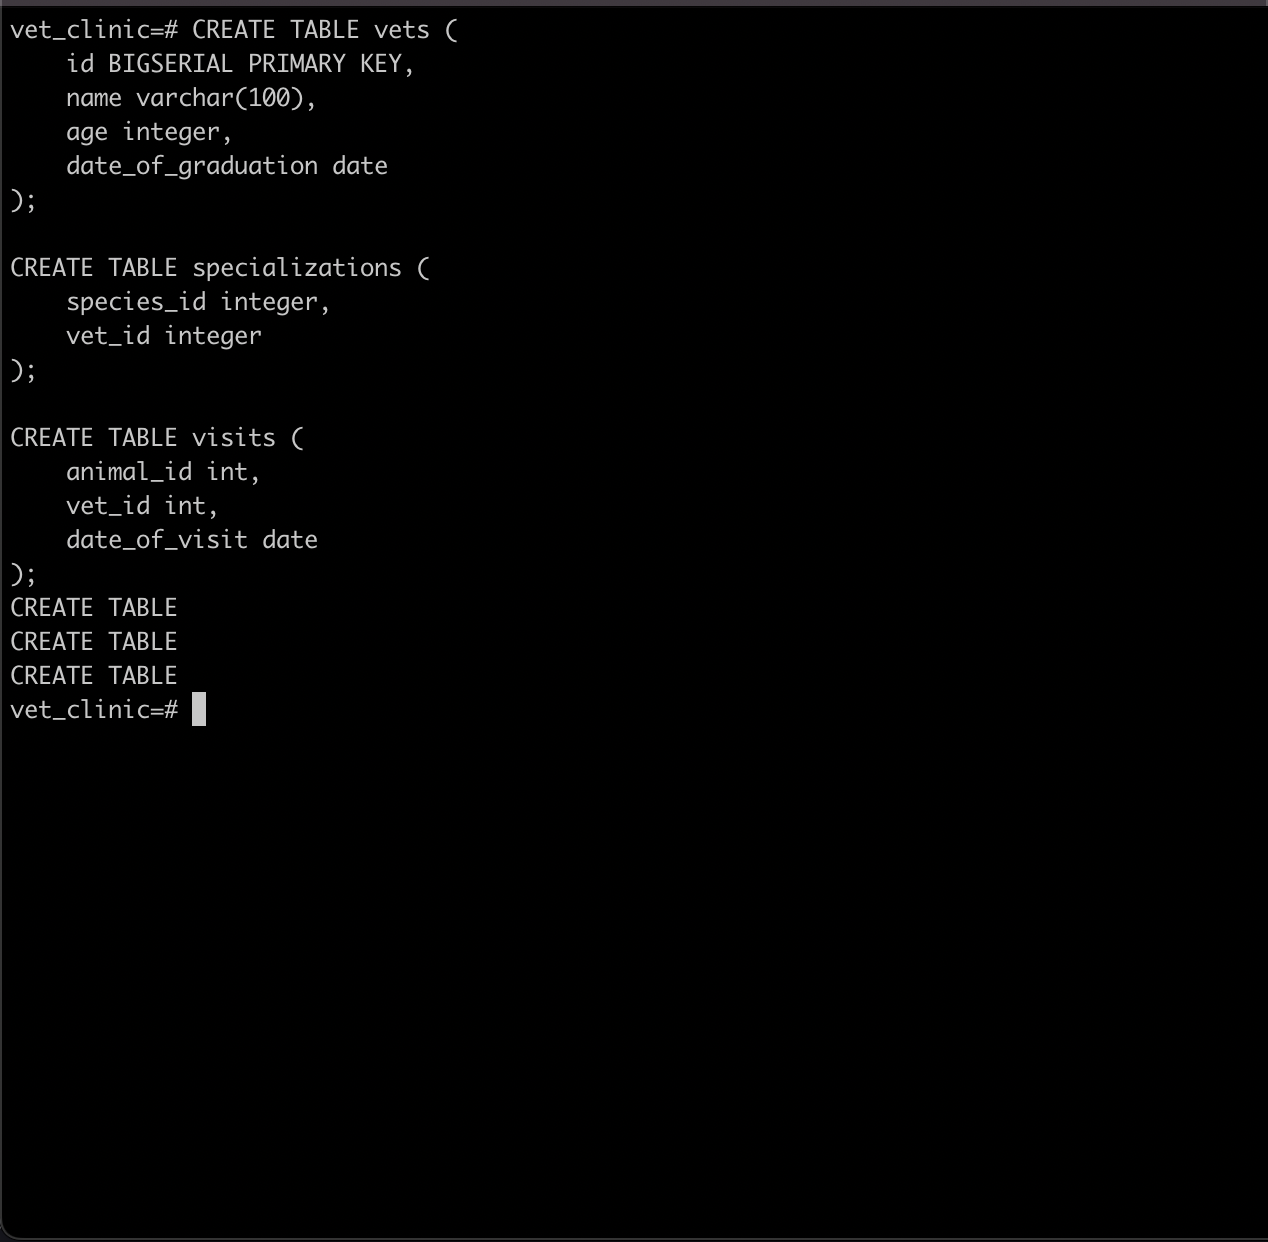 vet_clinic=# CREATE TABLE vets (
    id BIGSERIAL PRIMARY KEY,
    name varchar(100),
    age integer,
    date_of_graduation date
);

CREATE TABLE specializations (
    species_id integer,
    vet_id integer
);

CREATE TABLE visits (
    animal_id int,
    vet_id int,
    date_of_visit date
);
CREATE TABLE
CREATE TABLE
CREATE TABLE
vet_clinic=#